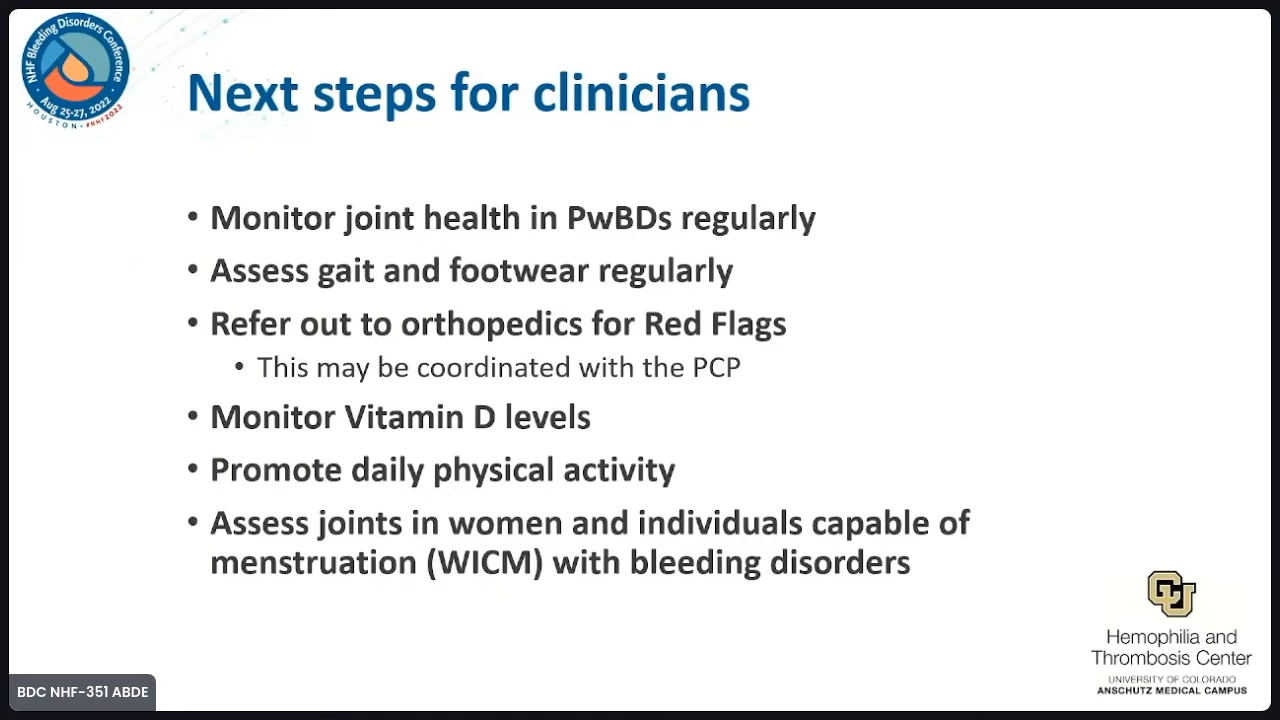 NHF Bleeding Disorders Conference
Aug 25-27, 2022
HOUSTON • #NHF2022
Next steps for clinicians
• Monitor joint health in PwBDs regularly
• Assess gait and footwear regularly
• Refer out to orthopedics for Red Flags
• This may be coordinated with the PCP
• Monitor Vitamin D levels
• Promote daily physical activity
• Assess joints in women and individuals capable of
menstruation (WICM) with bleeding disorders
CU
Hemophilia and
Thrombosis Center
UNIVERSITY OF COLORADO
ANSCHUTZ MEDICAL CAMPUS
BDC NHF-351 ABDE